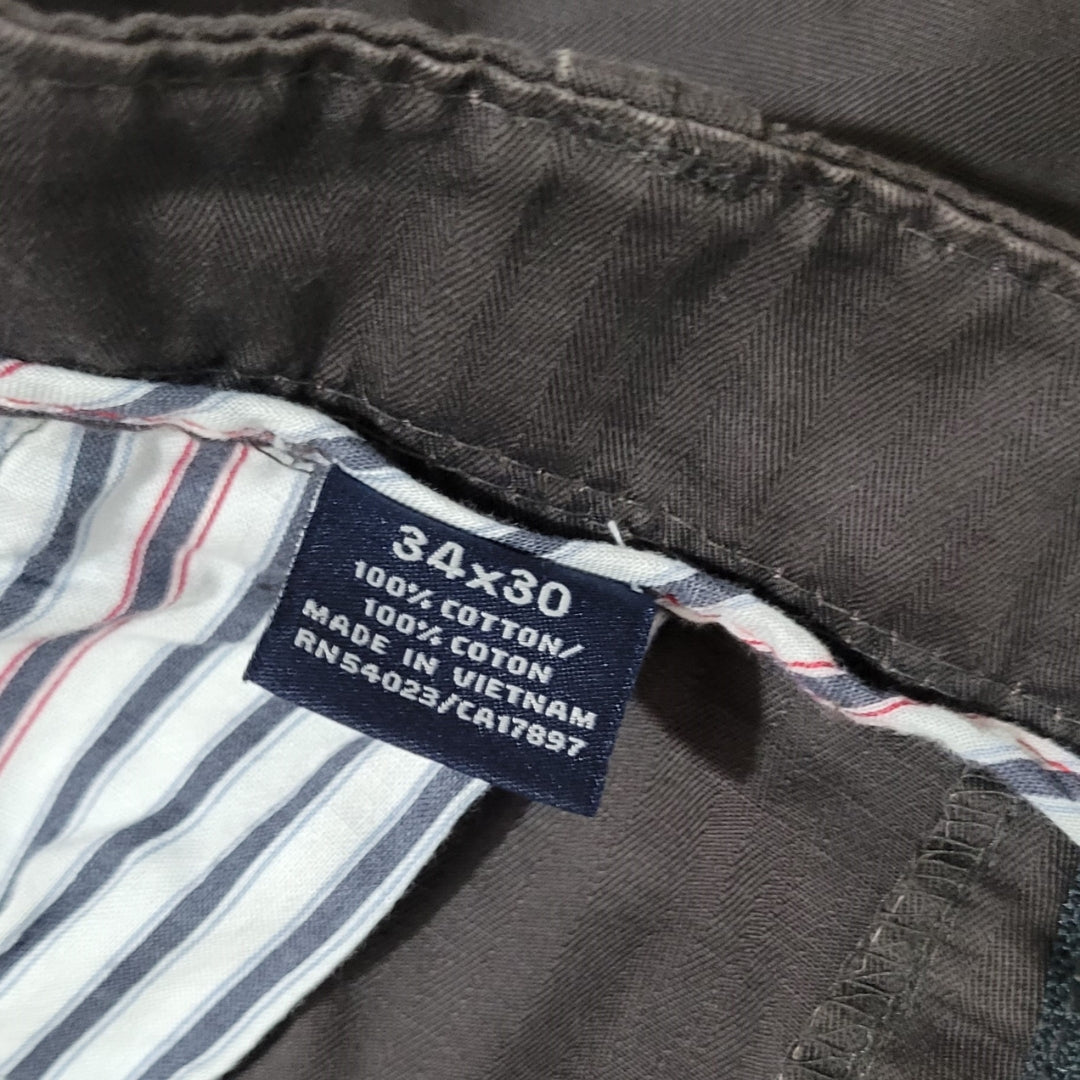 34x30
100% COTTON/
100% COTON
MADE IN VIETNAM
RN54023/CA17897